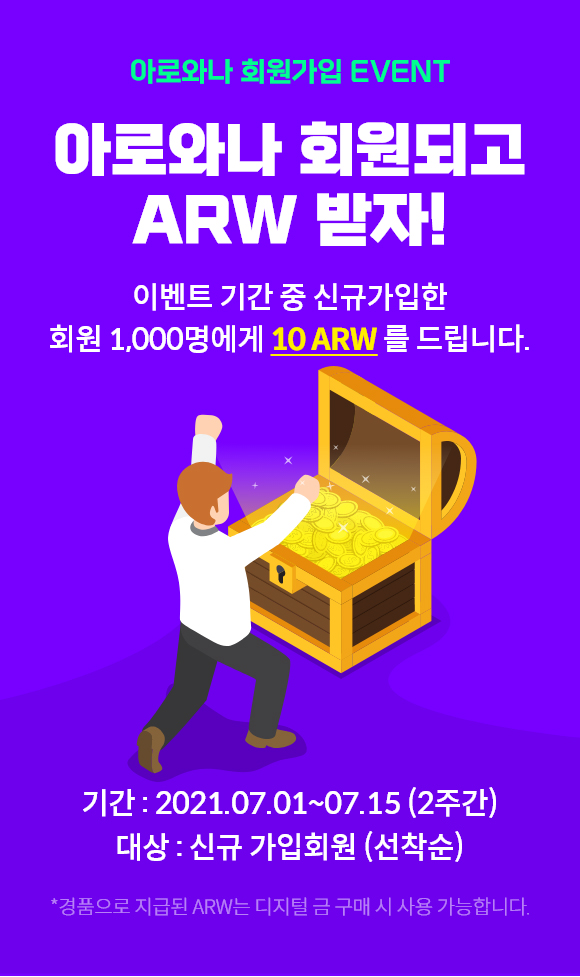 아로와나 회원가입 EVENT
아로와나 회원되고
ARW 받자!
이벤트 기간 중 신규가입한
회원 1,000명에게 10 ARW 를 드립니다.
기간 : 2021.07.01~07.15 (2주간)
대상 : 신규 가입회원 (선착순)
*경품으로 지급된 ARW는 디지털 금 구매 시 사용 가능합니다.